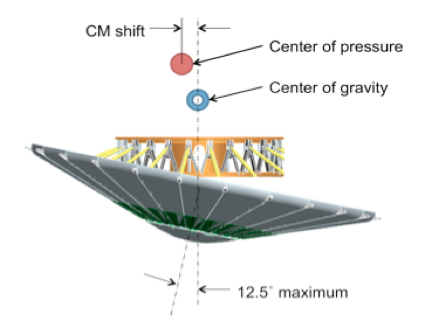 CM shift
Center of pressure
Center of gravity
12.5˚ maximum